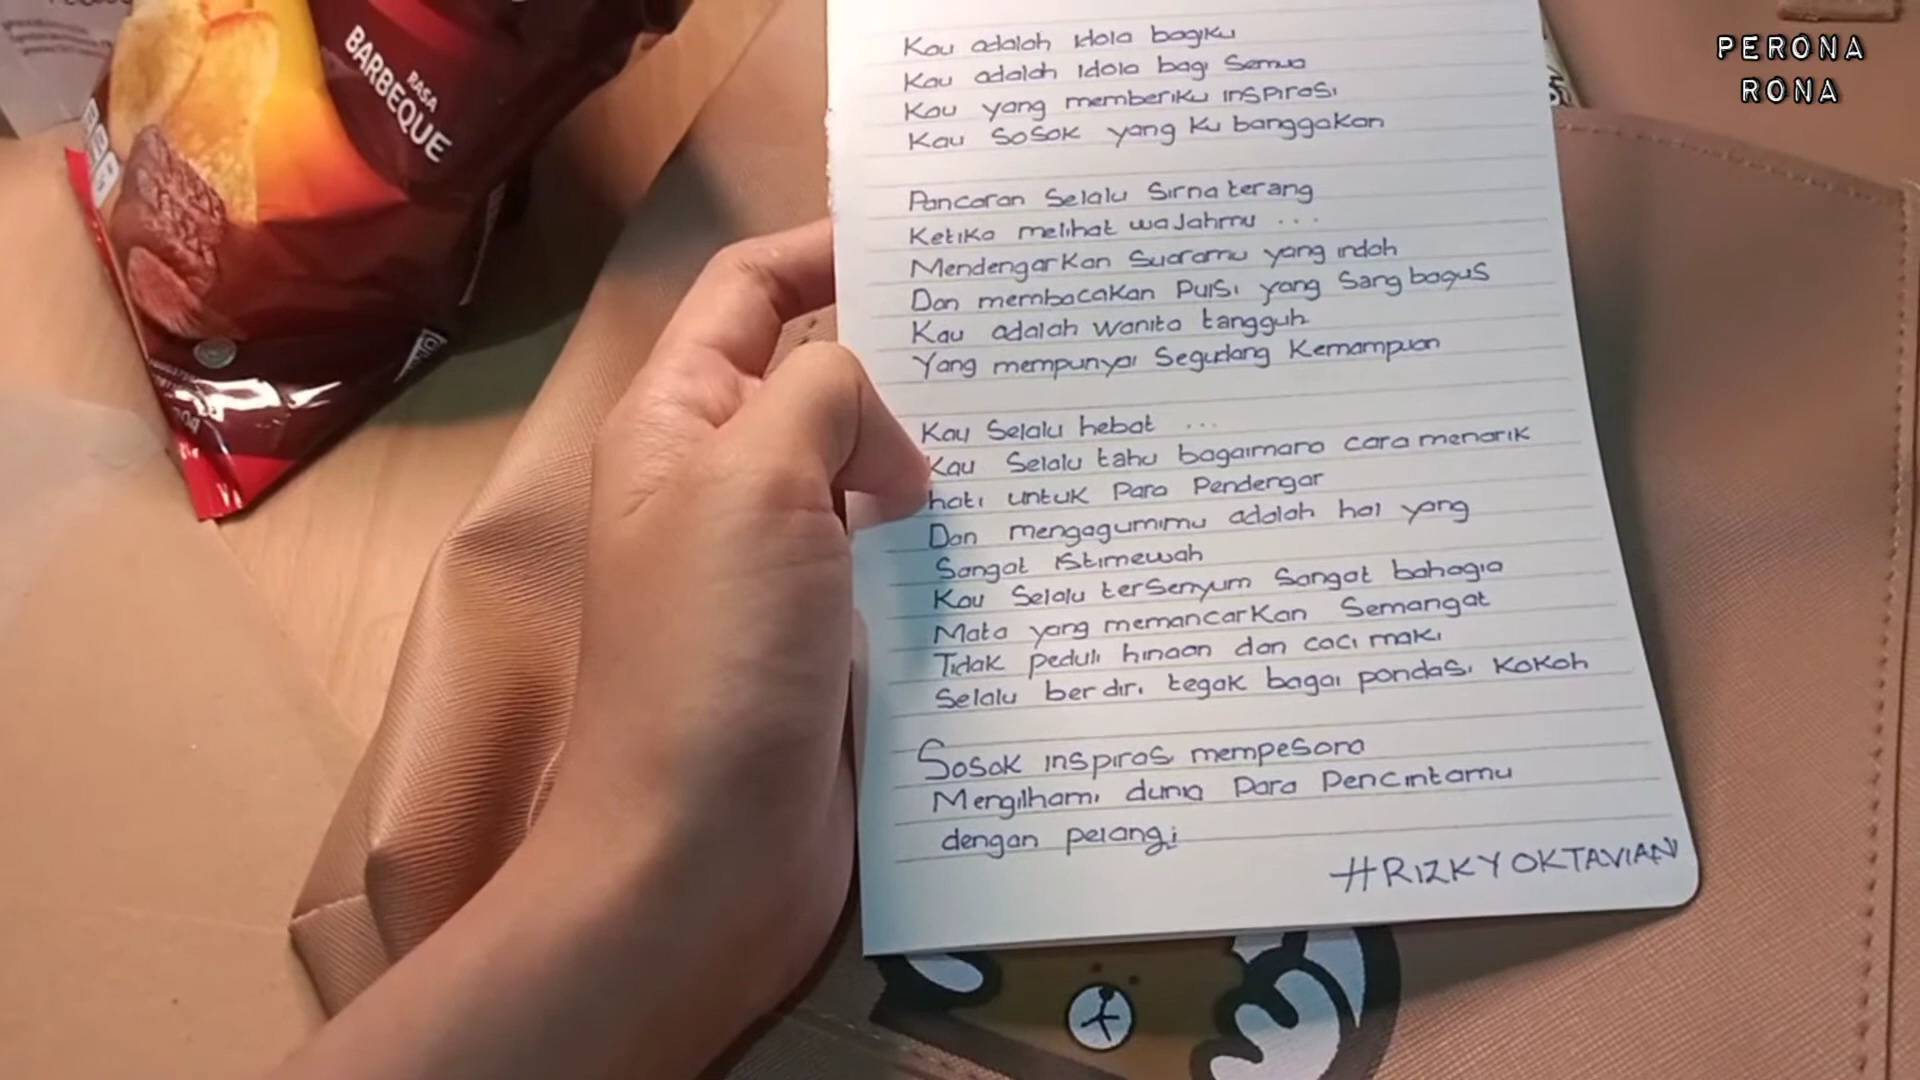 RASA
BARBEQUE
PERONA
RONA
Kau adalah Idola bagiku
Kau adalah Idola bagi Semua
Kau yang memberiku inspirasi
Kau Sosok yang Ku banggakan
Pancaran Selalu Sirna terang
Ketika melihat wajahmu ...
Mendengarkan Suaramu yang indah
Dan membacakan Puisi yang Sang bagus
Kau adalah wanita tangguh
Yang mempunyai Segudang Kemampuan
Kau Selalu hebat ...
Kau Selalu tahu bagaimana cara menarik
hati untuk Para Pendengar
Dan mengagumimu adalah hal yang
Sangat istimewah
Kau Selalu tersenyum Sangat bahagia
Mata yang memancarkan Semangat
Tidak peduli hinaan dan caci maki
Selalu berdiri tegak bagai pondasi Kokoh
Sosok inspirasi mempesona
Mengilhami dunia Para Pencintamu
dengan pelangi
#RIZKYOKTAVIAN